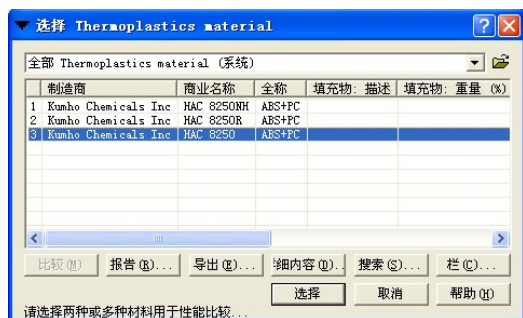 选择 Thermoplastics material
全部 Thermoplastics material (系统)
制造商 商业名称 全称 填充物: 描述 填充物: 重量 (%)
1 Kumho Chemicals Inc HAC 8250NH ABS+PC
2 Kumho Chemicals Inc HAC 8250R ABS+PC
3 Kumho Chemicals Inc HAC 8250 ABS+PC
比较(M) 报告(R)... 导出(E)... 细内容(D)... 搜索(S)... 栏(C)...
选择 取消 帮助(H)
请选择两种或多种材料用于性能比较...